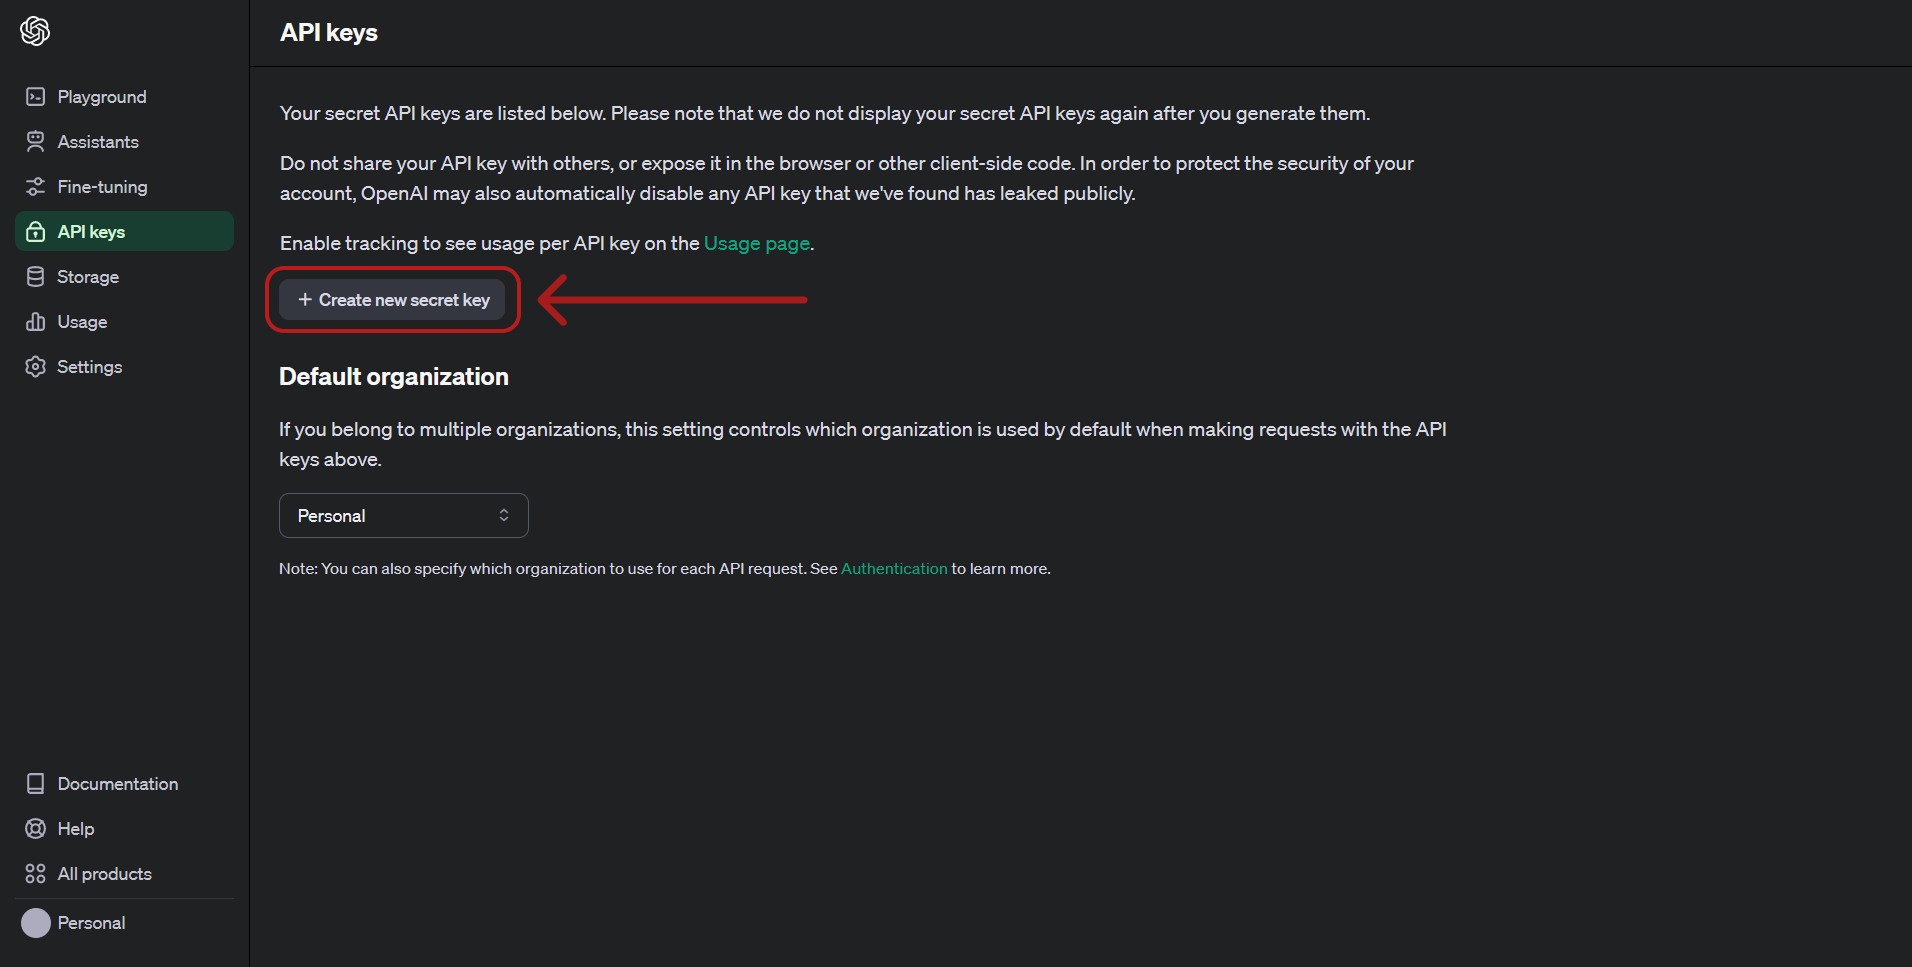 API keys
Playground
Assistants
Fine-tuning
API keys
Storage
Usage
Settings
Your secret API keys are listed below. Please note that we do not display your secret API keys again after you generate them.
Do not share your API key with others, or expose it in the browser or other client-side code. In order to protect the security of your
account, OpenAI may also automatically disable any API key that we've found has leaked publicly.
Enable tracking to see usage per API key on the Usage page.
+ Create new secret key
Default organization
If you belong to multiple organizations, this setting controls which organization is used by default when making requests with the API
keys above.
Personal
Note: You can also specify which organization to use for each API request. See Authentication to learn more.
Documentation
Help
All products
Personal